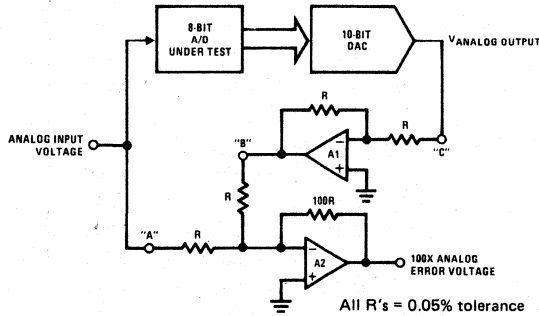 8-BIT
A/D
UNDER TEST
10-BIT
DAC
VANALOG OUTPUT
R
R
ANALOG INPUT
VOLTAGE
"B"
-
A1
+
"C"
R
100R
"A"
R
-
A2
+
100X ANALOG
ERROR VOLTAGE
All R's = 0.05% tolerance